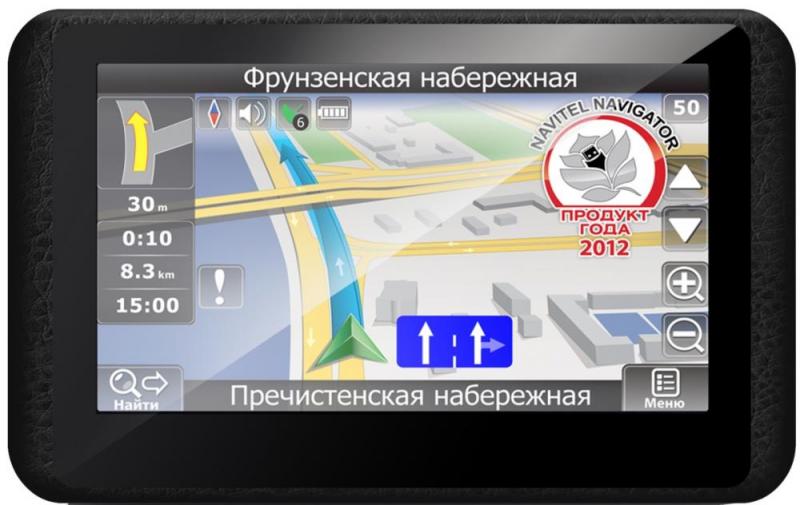 Фрунзенская набережная
6
50
NAVITEL NAVIGATOR
ПРОДУКТ
ГОДА
2012
30 m
0:10
8.3 km
15:00
Найти
Пречистенская набережная
Меню